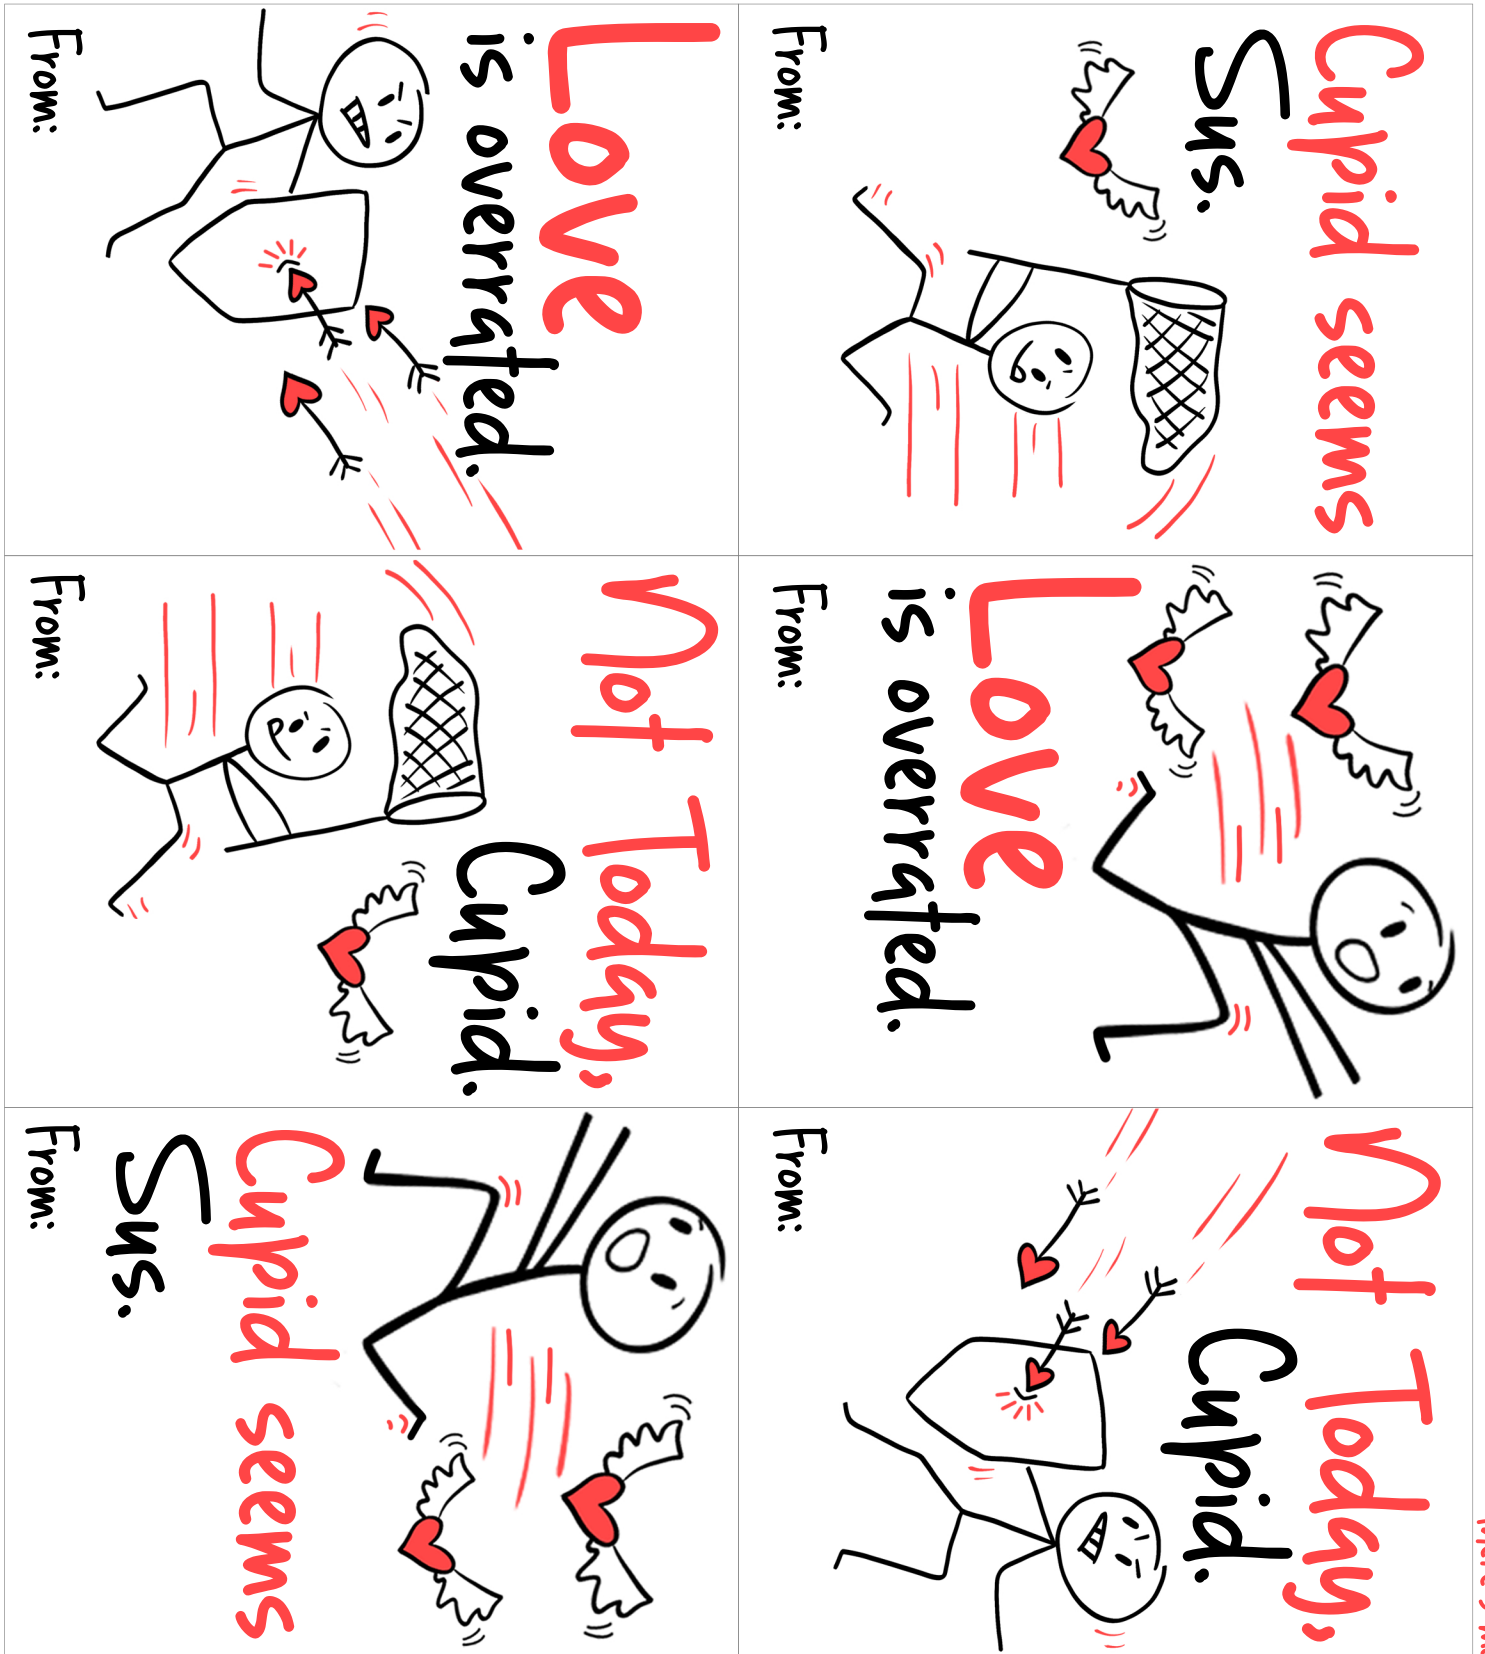 Cupid seems
Sus.
From:
Love
is overrated.
From:
Not Today,
Cupid.
From:
Love
is overrated.
From:
Not Today,
Cupid.
From:
Cupid seems
Sus.
From: